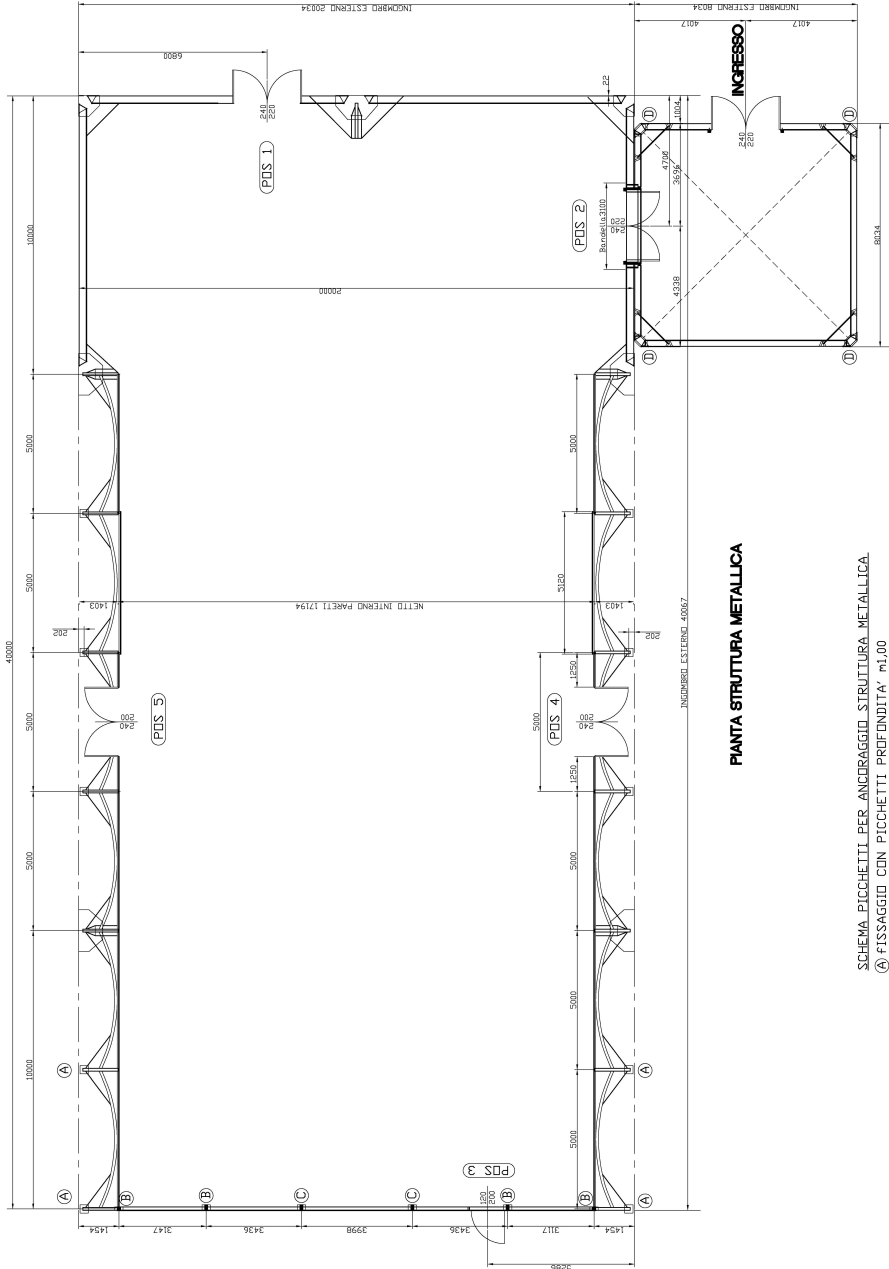 INGOMBRO ESTERNO 20034
INGOMBRO ESTERNO 8034
6800
4017
4017
INGRESSO
40000
10000
240
220
22
1004
D
D
240
220
POS 1
4706
3696
POS 2
Bandella3100
240
220
20000
4338
8034
D
D
5000
5000
5000
5120
1403
NETTO INTERNO PARETI 17194
1403
202
202
PIANTA STRUTTURA METALLICA
INGOMBRO ESTERNO 40067
5000
1250
POS 5
240
200
POS 4
240
200
5000
1250
5000
5000
10000
5000
A
A
5000
POS 3
A
B
B
C
C
B
B
A
120
200
1454
3147
3436
3998
3436
3117
1454
3286
SCHEMA PICCHETTI PER ANCORAGGIO STRUTTURA METALLICA
A FISSAGGIO CON PICCHETTI PROFONDITA' m1,00